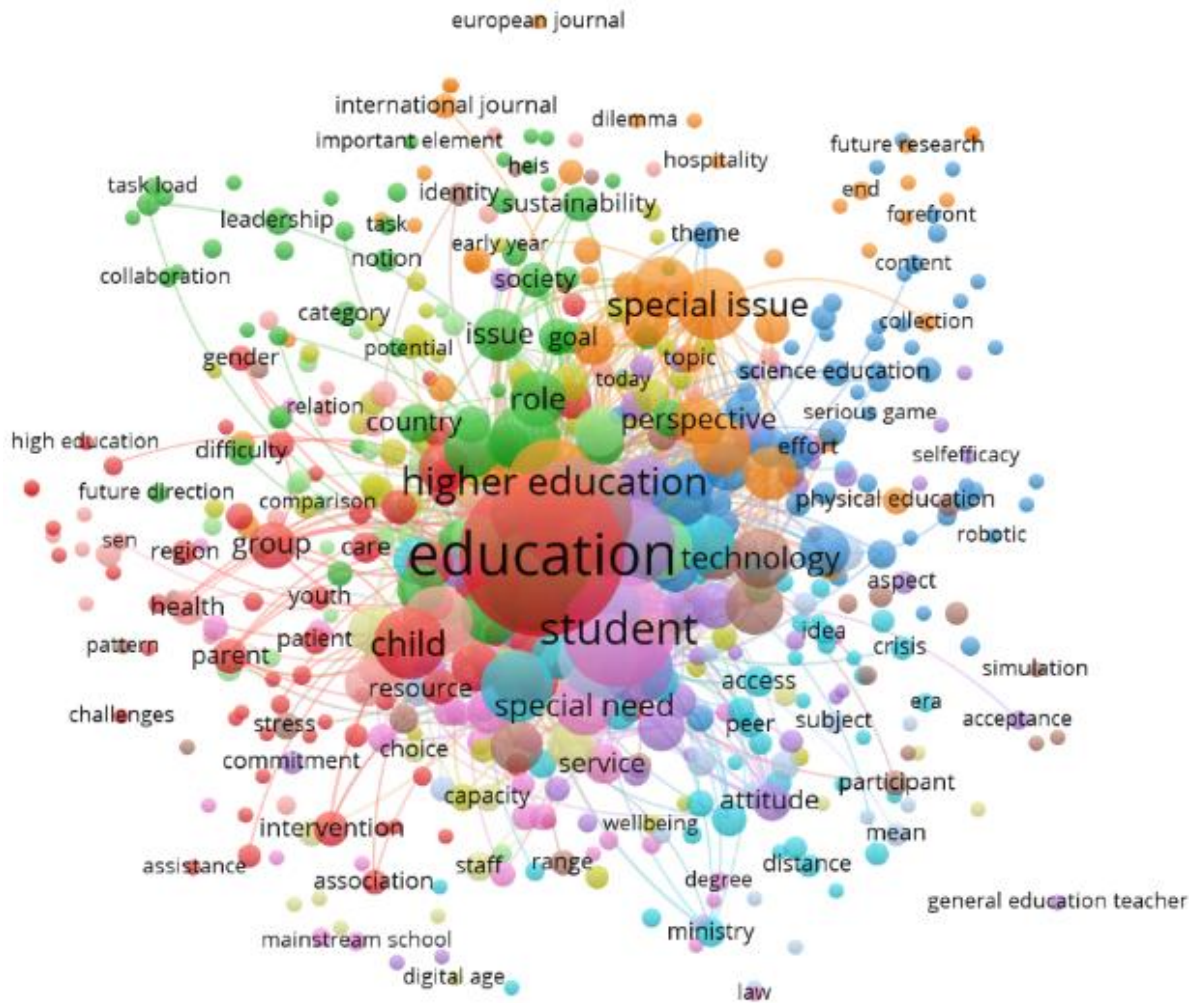 european journal
international journal
dilemma
important element
future research
heis
hospitality
task load
identity
sustainability
end
leadership
forefront
task
theme
early year
notion
content
collaboration
society
special issue
category
collection
issue
goal
potential
topic
gender
science education
today
role
relation
serious game
country
perspective
high education
effort
difficulty
selfefficacy
higher education
future direction
comparison
physical education
robotic
sen
region
group
care
education
technology
aspect
youth
health
student
idea
pattern
parent
patient
child
crisis
simulation
resource
access
special need
era
challenges
stress
peer
subject
acceptance
choice
commitment
service
participant
capacity
attitude
intervention
wellbeing
mean
assistance
staff
range
distance
association
degree
general education teacher
ministry
mainstream school
digital age
law